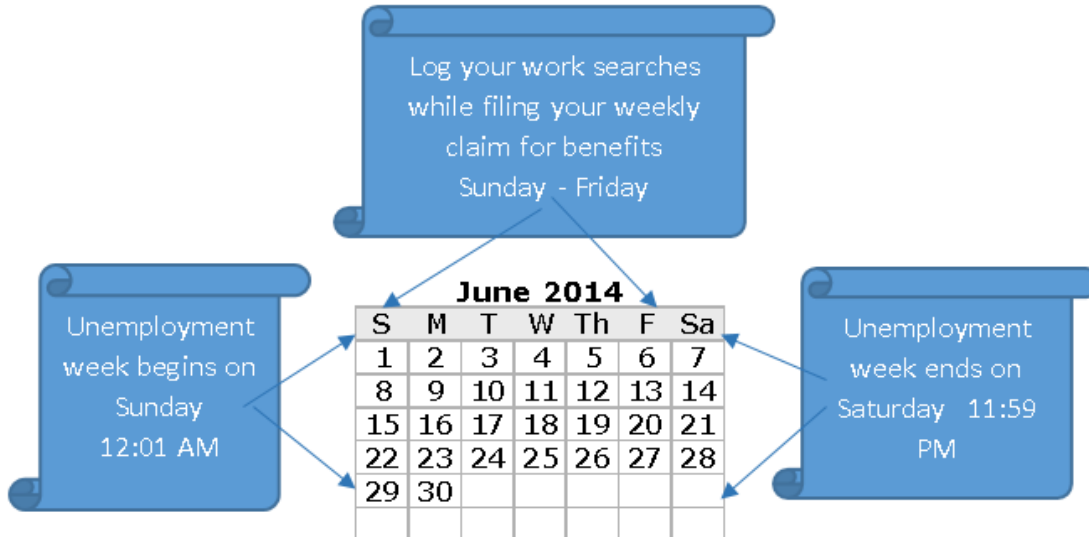 Log your work searches
while filing your weekly
claim for benefits
Sunday - Friday
Unemployment
week begins on
Sunday
12:01 AM
June 2014
S M T W Th F Sa
1 2 3 4 5 6 7
8 9 10 11 12 13 14
15 16 17 18 19 20 21
22 23 24 25 26 27 28
29 30
Unemployment
week ends on
Saturday 11:59
PM